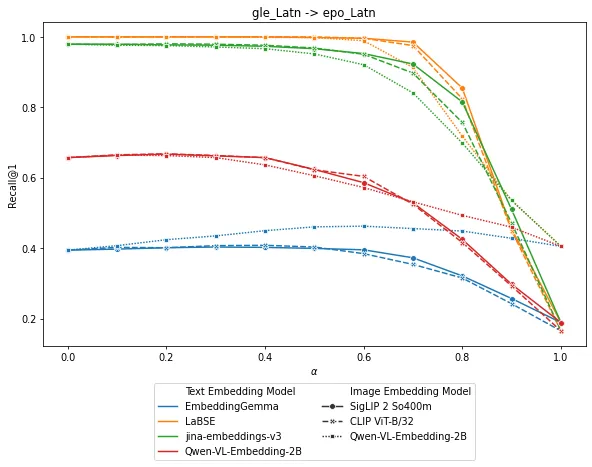 gle_Latn -> epo_Latn
Recall@1
1.0
0.8
0.6
0.4
0.2
0.0 0.2 0.4 0.6 0.8 1.0
α
Text Embedding Model
EmbeddingGemma
LaBSE
jina-embeddings-v3
Qwen-VL-Embedding-2B
Image Embedding Model
SigLIP 2 So400m
CLIP ViT-B/32
Qwen-VL-Embedding-2B